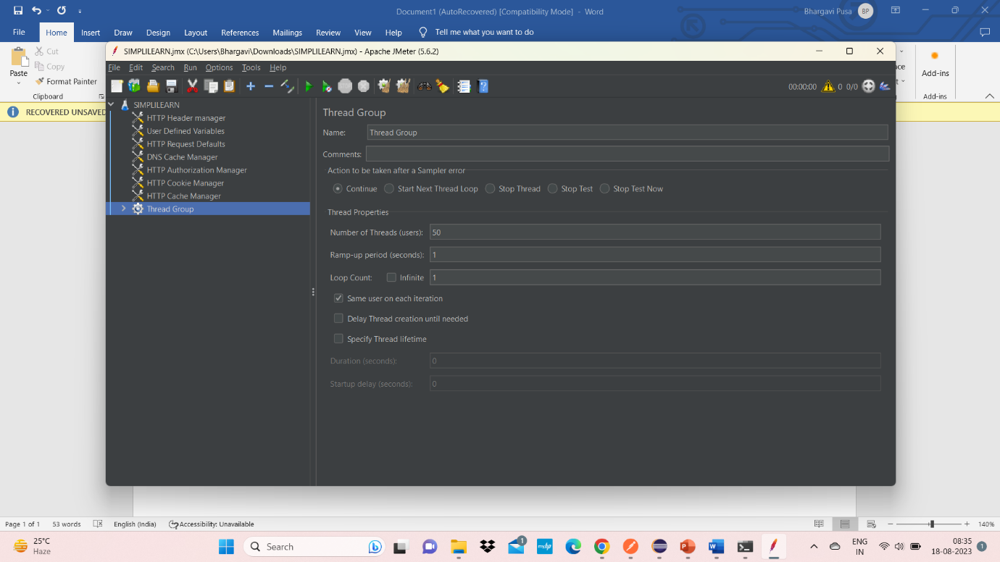 Document1 (AutoRecovered) [Compatibility Mode] - Word
Bhargavi Pusa BP
File Home Insert Draw Design Layout References Mailings Review View Help Tell me what you want to do
Paste
Cut
Copy
Format Painter
Clipboard
Add-ins
Add-ins
RECOVERED UNSAVED
SIMPLILEARN.jmx (C:\Users\Bhargavi\Downloads\SIMPLILEARN.jmx) - Apache JMeter (5.6.2)
File Edit Search Run Options Tools Help
00:00:00 0 0/0
SIMPLILEARN
HTTP Header manager
User Defined Variables
HTTP Request Defaults
DNS Cache Manager
HTTP Authorization Manager
HTTP Cookie Manager
HTTP Cache Manager
Thread Group
Thread Group
Name: Thread Group
Comments:
Action to be taken after a Sampler error
Continue Start Next Thread Loop Stop Thread Stop Test Stop Test Now
Thread Properties
Number of Threads (users): 50
Ramp-up period (seconds): 1
Loop Count: Infinite 1
Same user on each iteration
Delay Thread creation until needed
Specify Thread lifetime
Duration (seconds): 0
Startup delay (seconds): 0
Page 1 of 1 53 words English (India) Accessibility: Unavailable 140%
25°C
Haze
Search
1
myhp
ENG
IN
08:35
18-08-2023
1